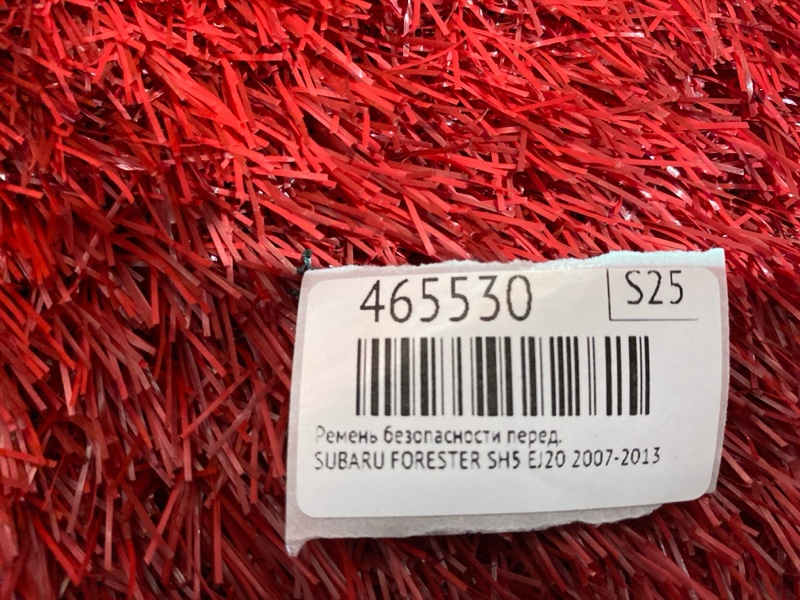 465530
S25
Ремень безопасности перед.
SUBARU FORESTER SH5 EJ20 2007-2013